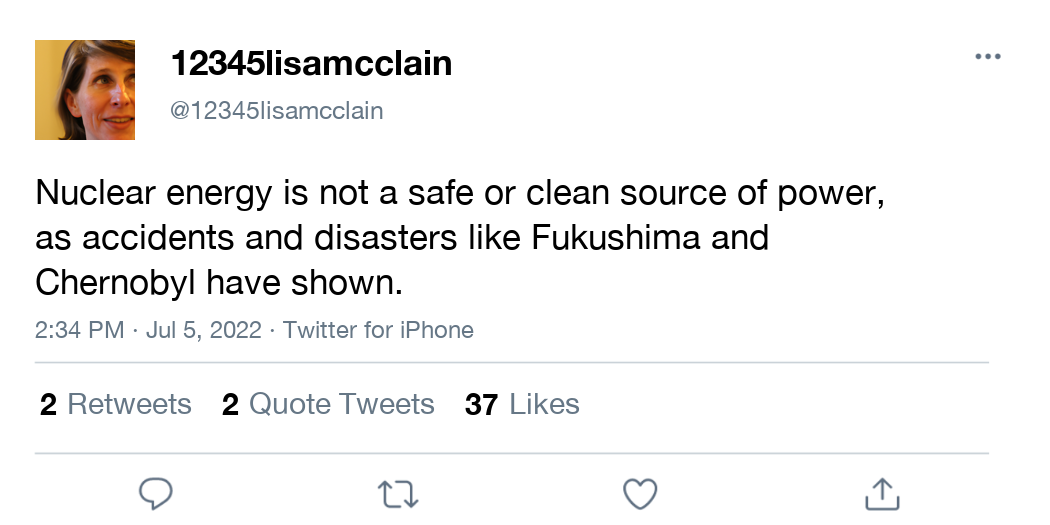 12345lisamcclain
@12345lisamcclain
Nuclear energy is not a safe or clean source of power,
as accidents and disasters like Fukushima and
Chernobyl have shown.
2:34 PM · Jul 5, 2022 · Twitter for iPhone
2 Retweets 2 Quote Tweets 37 Likes